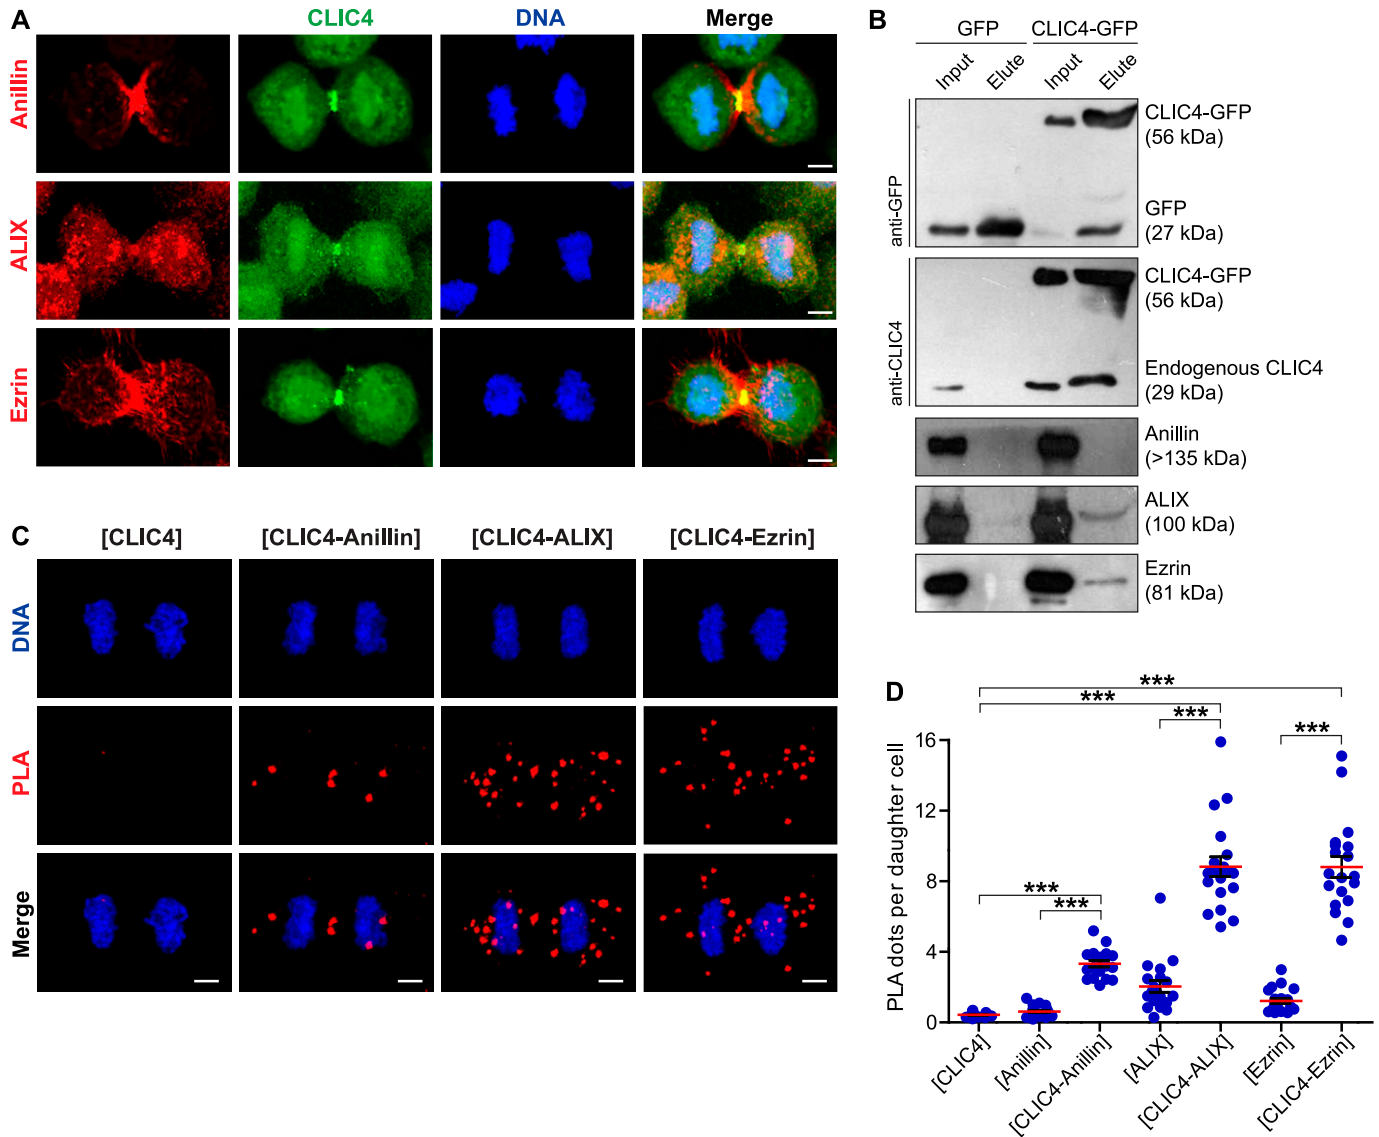 A
CLIC4
DNA
Merge
Anillin
ALIX
Ezrin
B
GFP
CLIC4-GFP
Input
Elute
Input
Elute
anti-GFP
CLIC4-GFP
(56 kDa)
GFP
(27 kDa)
anti-CLIC4
CLIC4-GFP
(56 kDa)
Endogenous CLIC4
(29 kDa)
Anillin
(>135 kDa)
ALIX
(100 kDa)
Ezrin
(81 kDa)
C
[CLIC4]
[CLIC4-Anillin]
[CLIC4-ALIX]
[CLIC4-Ezrin]
DNA
PLA
Merge
D
***
***
***
***
***
***
PLA dots per daughter cell
16
12
8
4
0
[CLIC4]
[Anillin]
[CLIC4-Anillin]
[ALIX]
[CLIC4-ALIX]
[Ezrin]
[CLIC4-Ezrin]